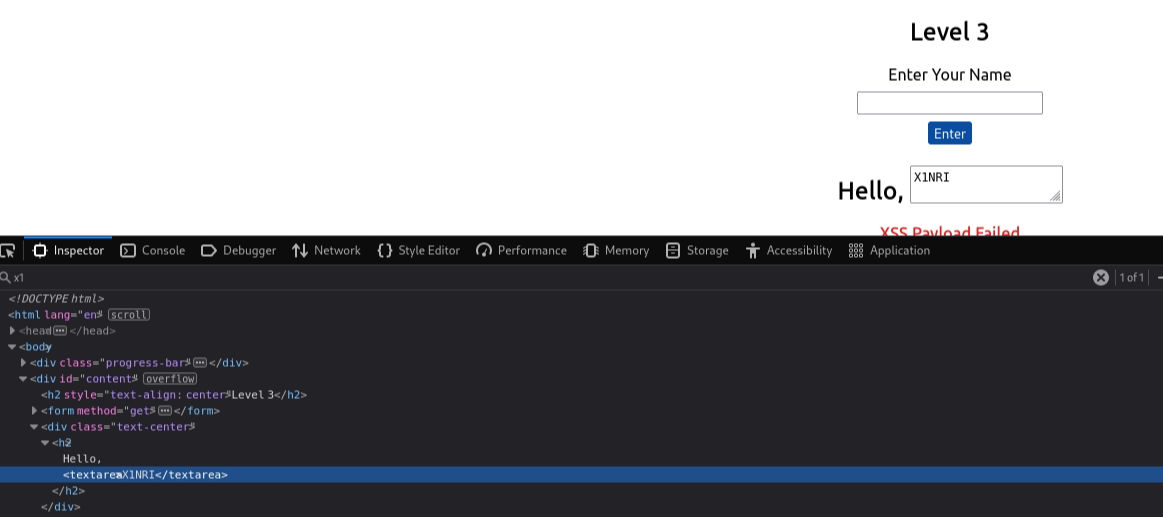 Level 3
Enter Your Name
Enter
Hello, X1NRI
XSS Payload Failed
Inspector Console Debugger Network Style Editor Performance Memory Storage Accessibility Application
x1 1 of 1
<!DOCTYPE html>
<html lang="en" scroll
<head ... </head>
<body
<div class="progress-bar" ... </div>
<div id="content" overflow
<h2 style="text-align: center" Level 3</h2>
<form method="get" ... </form>
<div class="text-center"
<h2
Hello,
<textarea>X1NRI</textarea>
</h2>
</div>